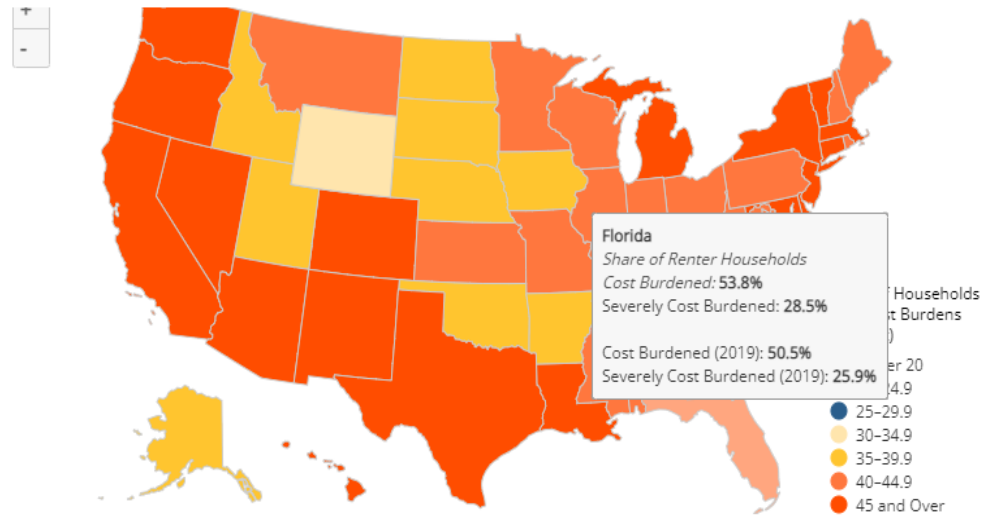 +
-
Florida
Share of Renter Households
Cost Burdened: 53.8%
Severely Cost Burdened: 28.5%
Cost Burdened (2019): 50.5%
Severely Cost Burdened (2019): 25.9%
Households
Burdens
)
20
4.9
25–29.9
30–34.9
35–39.9
40–44.9
45 and Over